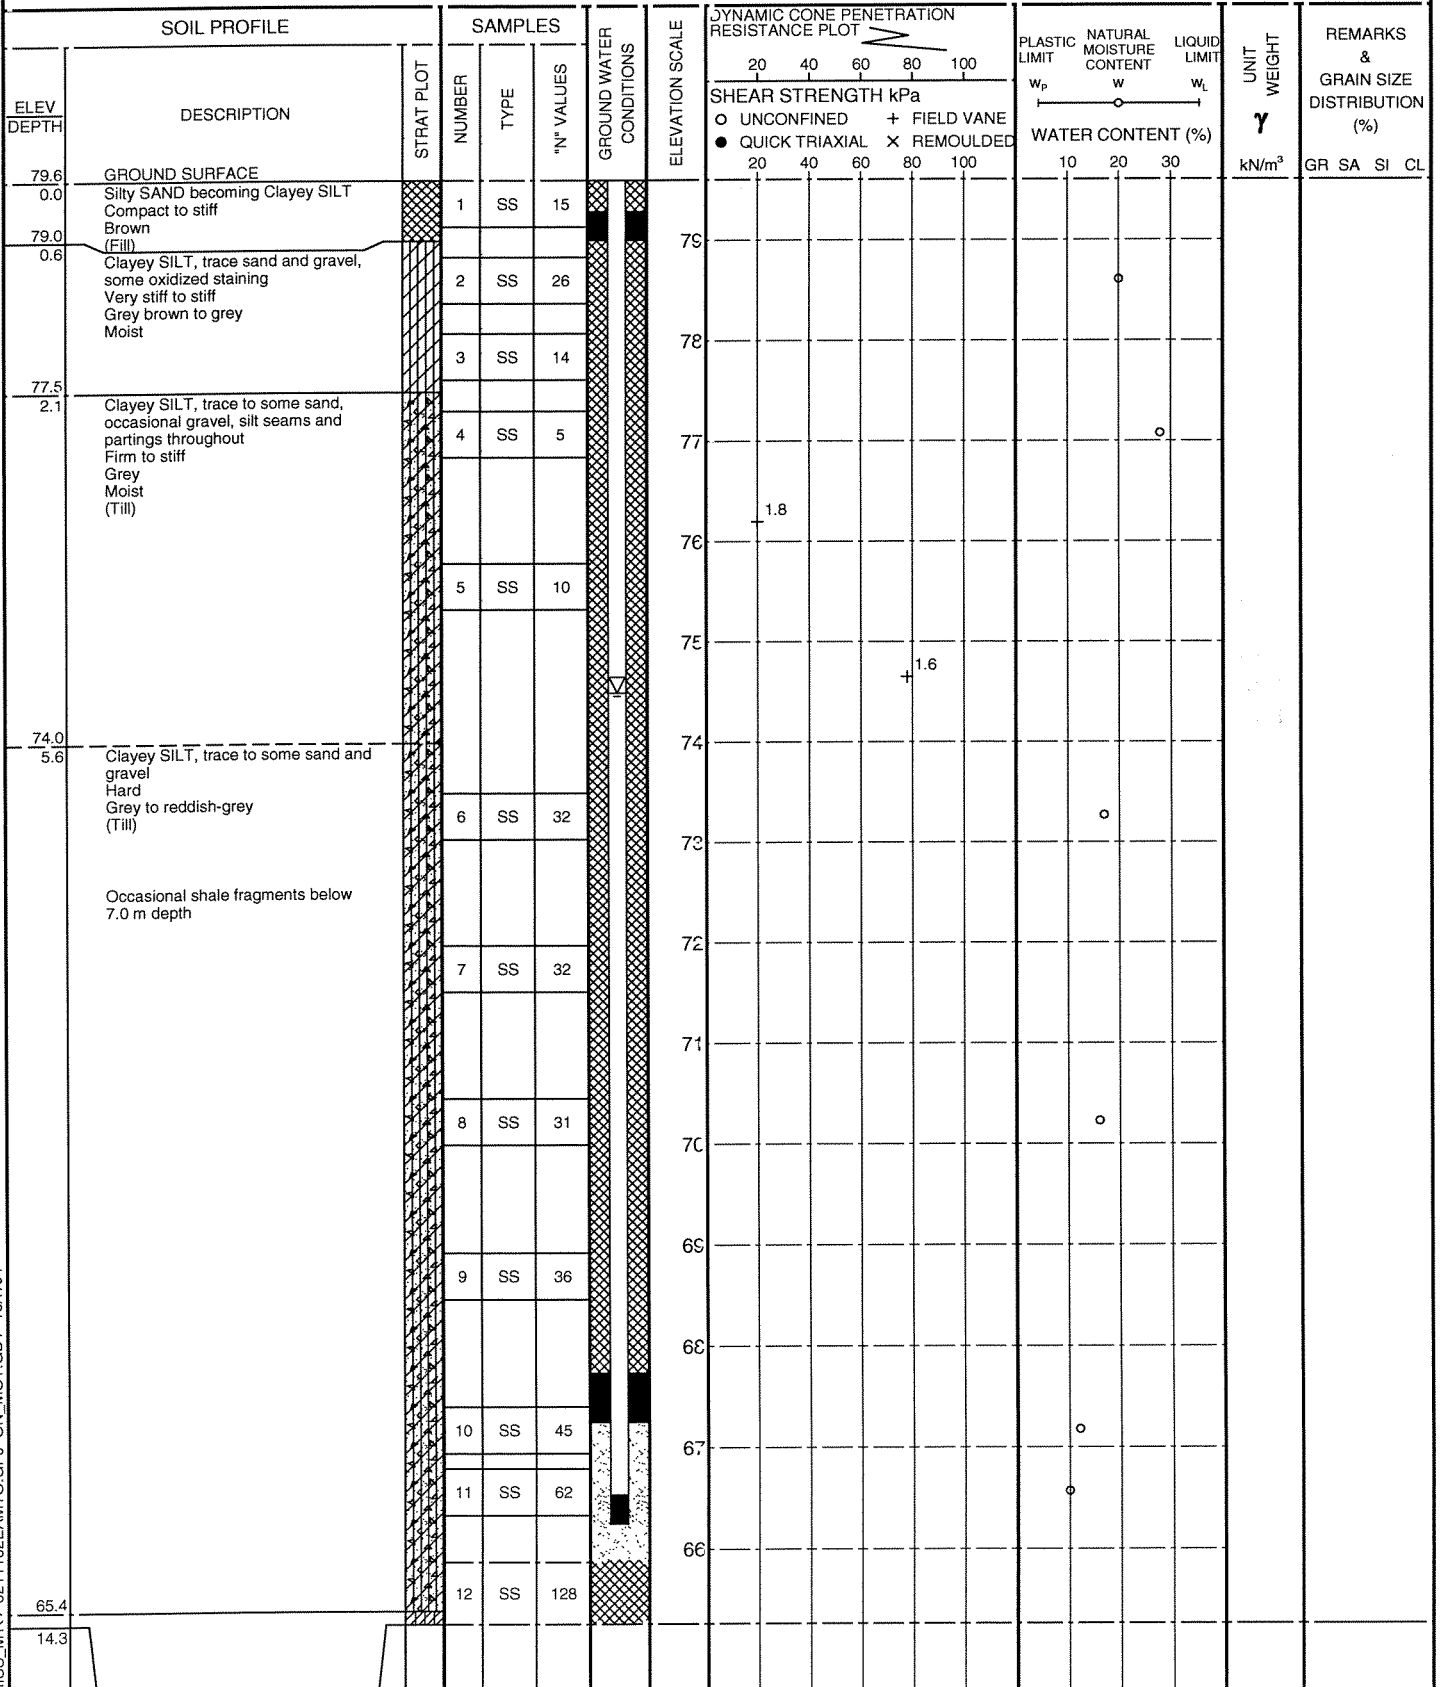 SOIL PROFILE
SAMPLES
GROUND WATER
CONDITIONS
ELEVATION SCALE
DYNAMIC CONE PENETRATION
RESISTANCE PLOT
20 40 60 80 100
SHEAR STRENGTH kPa
O UNCONFINED + FIELD VANE
● QUICK TRIAXIAL × REMOULDED
20 40 60 80 100
PLASTIC LIMIT
NATURAL MOISTURE CONTENT
LIQUID LIMIT
WP W WL
WATER CONTENT (%)
10 20 30
UNIT WEIGHT
γ
kN/m³
REMARKS
&
GRAIN SIZE
DISTRIBUTION
(%)
GR SA SI CL
ELEV
DEPTH
DESCRIPTION
STRAT PLOT
NUMBER
TYPE
"N" VALUES
79.6
0.0
GROUND SURFACE
Silty SAND becoming Clayey SILT
Compact to stiff
Brown
(Fill)
1 SS 15
79.0
0.6
Clayey SILT, trace sand and gravel,
some oxidized staining
Very stiff to stiff
Grey brown to grey
Moist
2 SS 26
3 SS 14
77.5
2.1
Clayey SILT, trace to some sand,
occasional gravel, silt seams and
partings throughout
Firm to stiff
Grey
Moist
(Till)
4 SS 5
5 SS 10
74.0
5.6
Clayey SILT, trace to some sand and
gravel
Hard
Grey to reddish-grey
(Till)
6 SS 32
Occasional shale fragments below
7.0 m depth
7 SS 32
8 SS 31
9 SS 36
10 SS 45
11 SS 62
12 SS 128
65.4
14.3
79
78
77
1.8
76
75
1.6
74
73
72
71
70
69
68
67
66